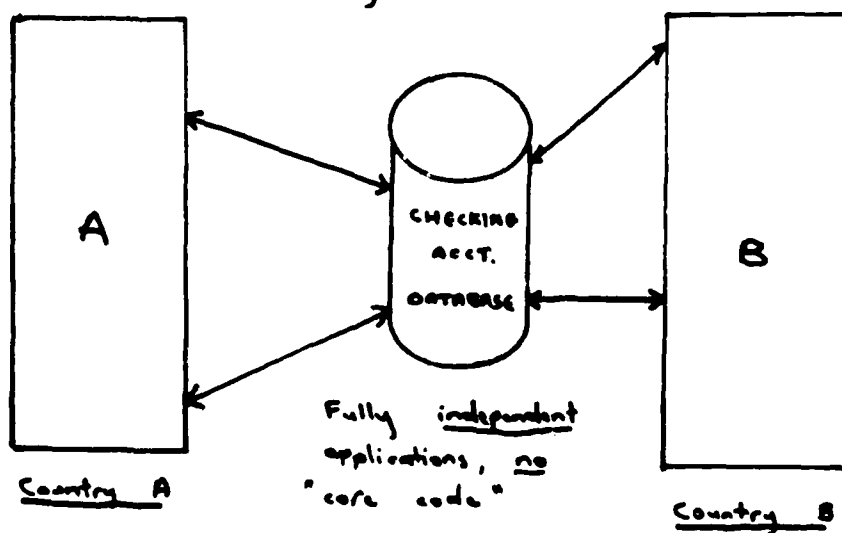 A
CHECKING
ACCT.
DATABASE
B
Fully independent
applications, no
"core code"
Country A
Country B